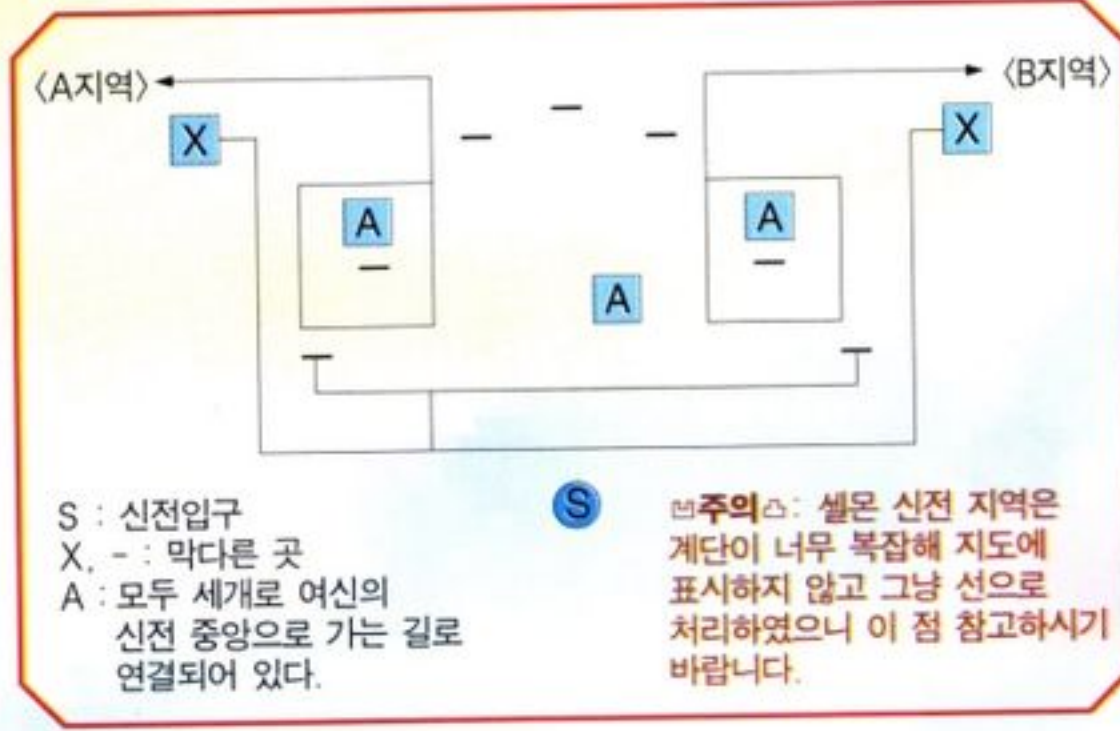 〈A지역〉
〈B지역〉
X
X
A
A
A
S
S : 신전입구
X, - : 막다른 곳
A : 모두 세개로 여신의
신전 중앙으로 가는 길로
연결되어 있다.
주의: 셀몬 신전 지역은
계단이 너무 복잡해 지도에
표시하지 않고 그냥 선으로
처리하였으니 이 점 참고하시기
바랍니다.